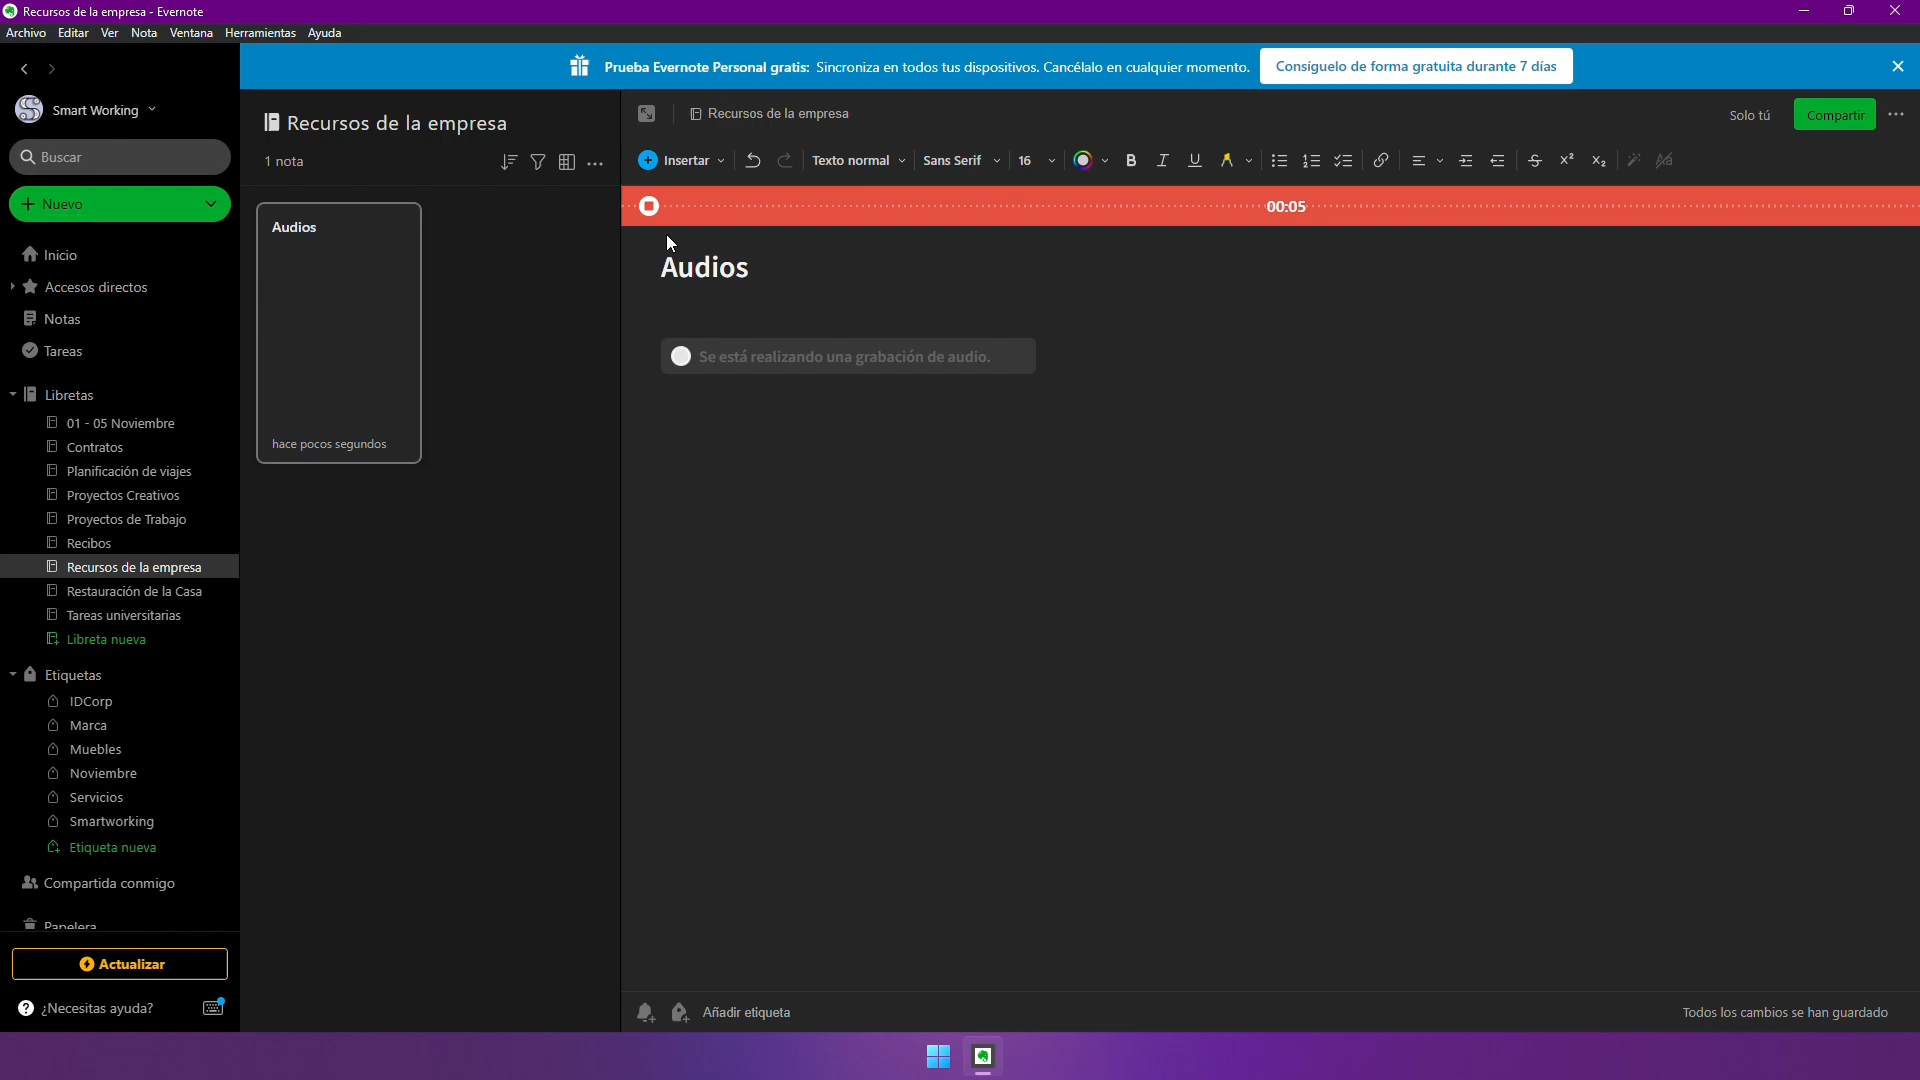 Recursos de la empresa - Evernote
Archivo Editar Ver Nota Ventana Herramientas Ayuda
Prueba Evernote Personal gratis: Sincroniza en todos tus dispositivos. Cancélalo en cualquier momento. Consíguelo de forma gratuita durante 7 días
Smart Working
Buscar
Nuevo
Inicio
Accesos directos
Notas
Tareas
Libretas
01 - 05 Noviembre
Contratos
Planificación de viajes
Proyectos Creativos
Proyectos de Trabajo
Recibos
Recursos de la empresa
Restauración de la Casa
Tareas universitarias
Libreta nueva
Etiquetas
IDCorp
Marca
Muebles
Noviembre
Servicios
Smartworking
Etiqueta nueva
Compartida conmigo
Papelera
Actualizar
¿Necesitas ayuda?
Recursos de la empresa
1 nota
Audios
hace pocos segundos
Recursos de la empresa
Solo tú
Compartir
Insertar Texto normal Sans Serif 16
00:05
Audios
Se está realizando una grabación de audio.
Añadir etiqueta
Todos los cambios se han guardado